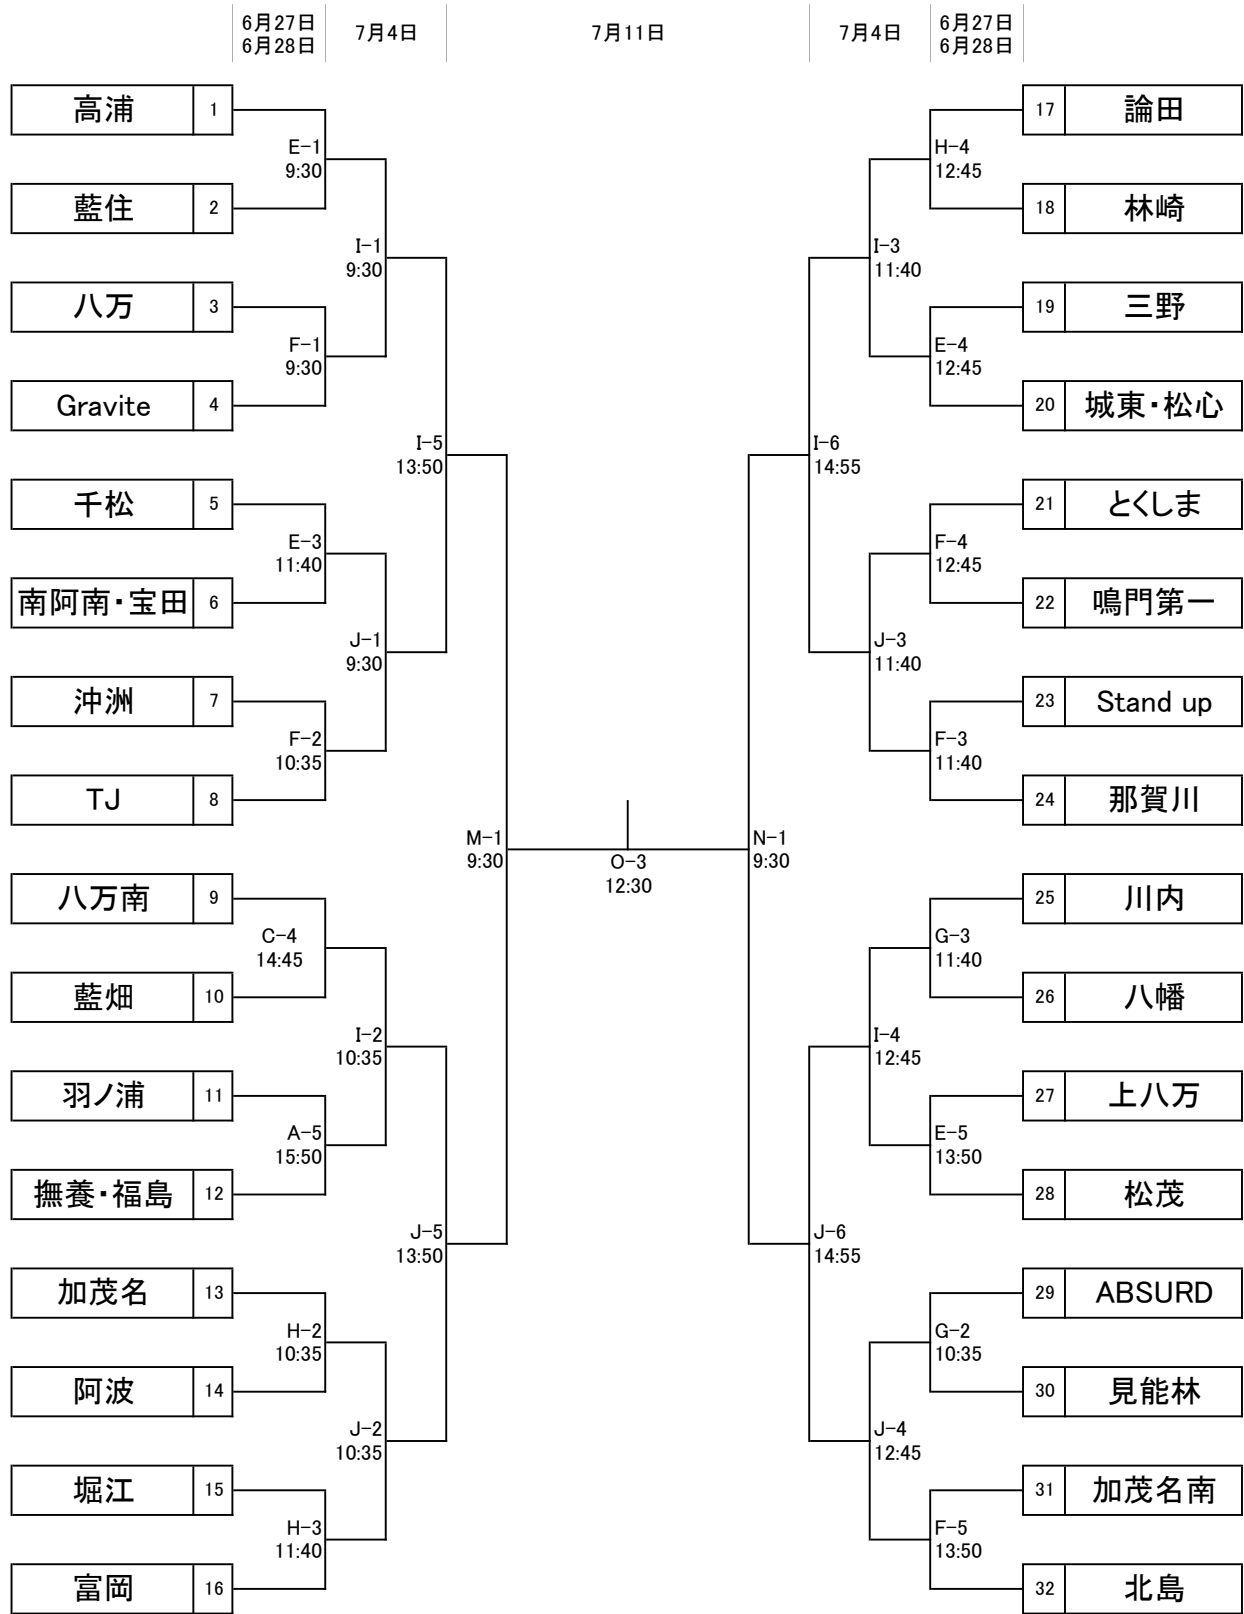 6月27日
6月28日
7月4日
7月11日
7月4日
6月27日
6月28日
高浦 1
E-1
9:30
藍住 2
I-1
9:30
八万 3
F-1
9:30
Gravite 4
I-5
13:50
千松 5
E-3
11:40
南阿南・宝田 6
J-1
9:30
沖洲 7
F-2
10:35
TJ 8
M-1
9:30
八万南 9
C-4
14:45
藍畑 10
I-2
10:35
羽ノ浦 11
A-5
15:50
撫養・福島 12
J-5
13:50
加茂名 13
H-2
10:35
阿波 14
J-2
10:35
堀江 15
H-3
11:40
富岡 16
O-3
12:30
17 論田
H-4
12:45
18 林崎
I-3
11:40
19 三野
E-4
12:45
20 城東・松心
I-6
14:55
21 とくしま
F-4
12:45
22 鳴門第一
J-3
11:40
23 Stand up
F-3
11:40
24 那賀川
N-1
9:30
25 川内
G-3
11:40
26 八幡
I-4
12:45
27 上八万
E-5
13:50
28 松茂
J-6
14:55
29 ABSURD
G-2
10:35
30 見能林
J-4
12:45
31 加茂名南
F-5
13:50
32 北島